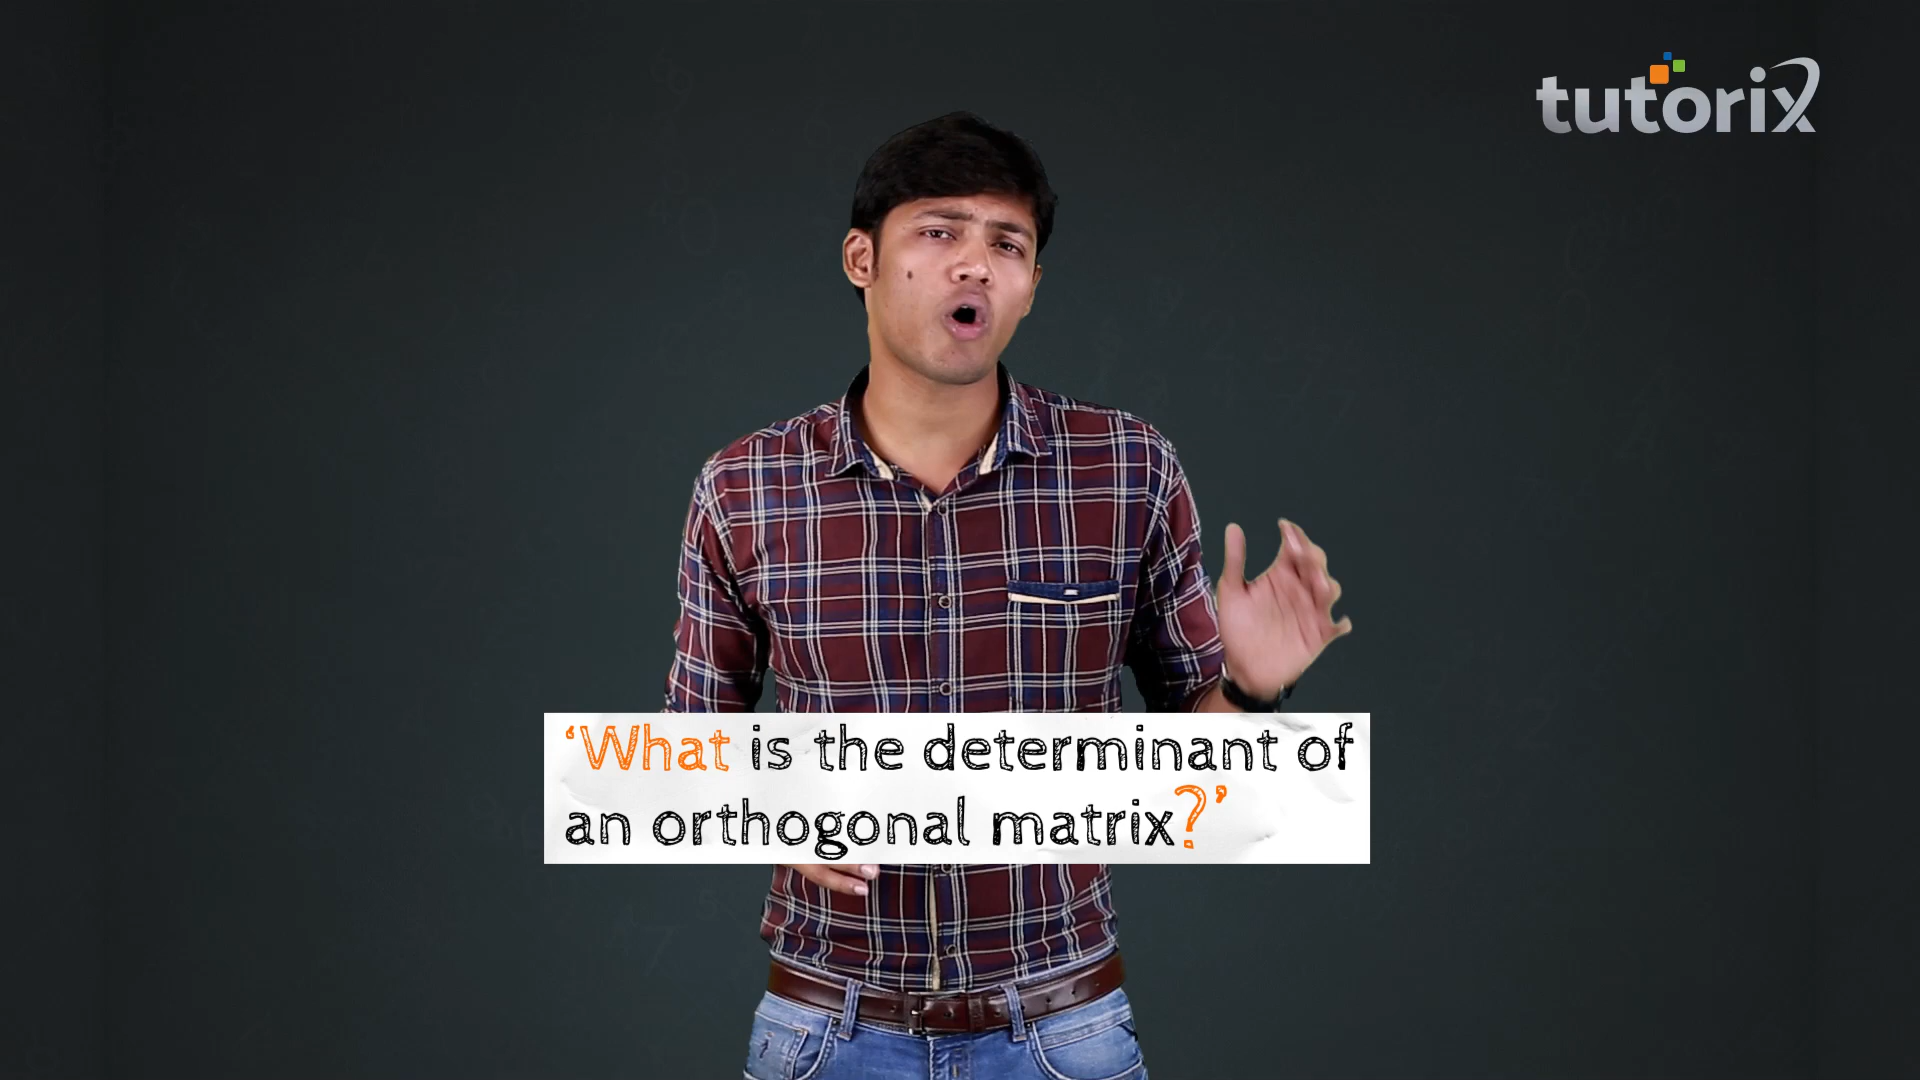 tutorix
‘What is the determinant of
an orthogonal matrix?’